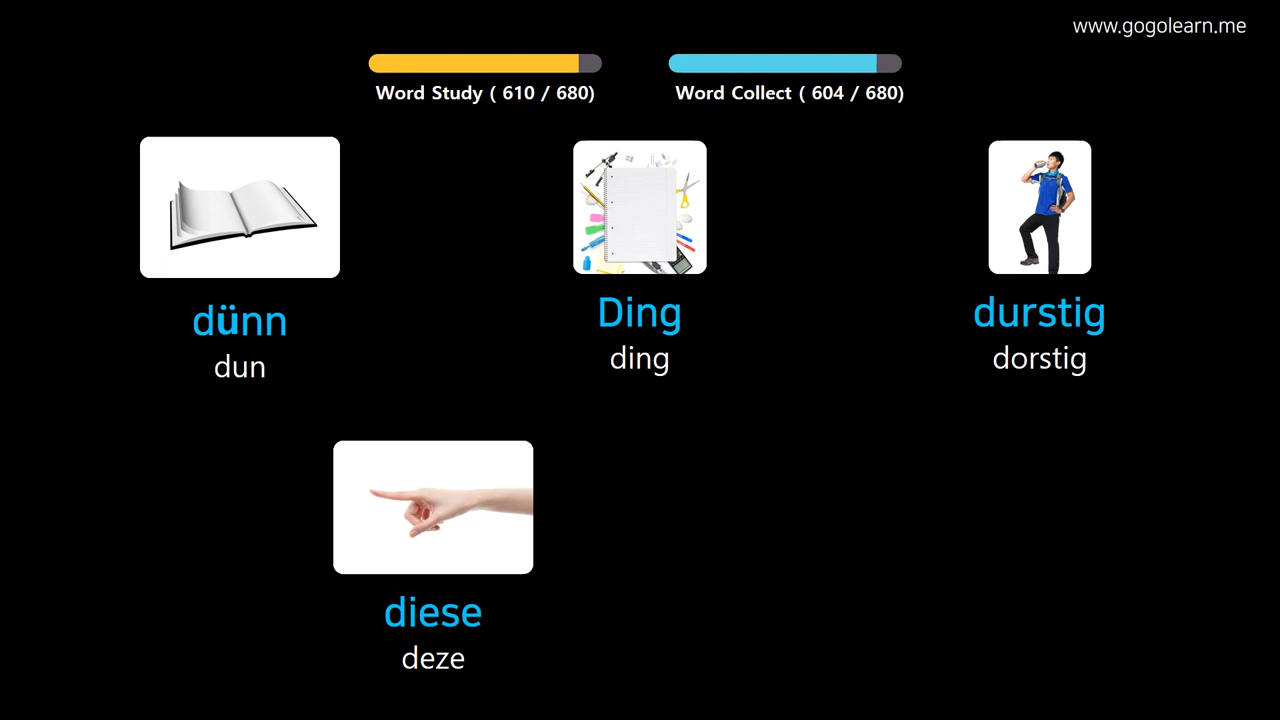 www.gogolearn.me
Word Study ( 610 / 680)
Word Collect ( 604 / 680)
dünn
dun
Ding
ding
durstig
dorstig
diese
deze